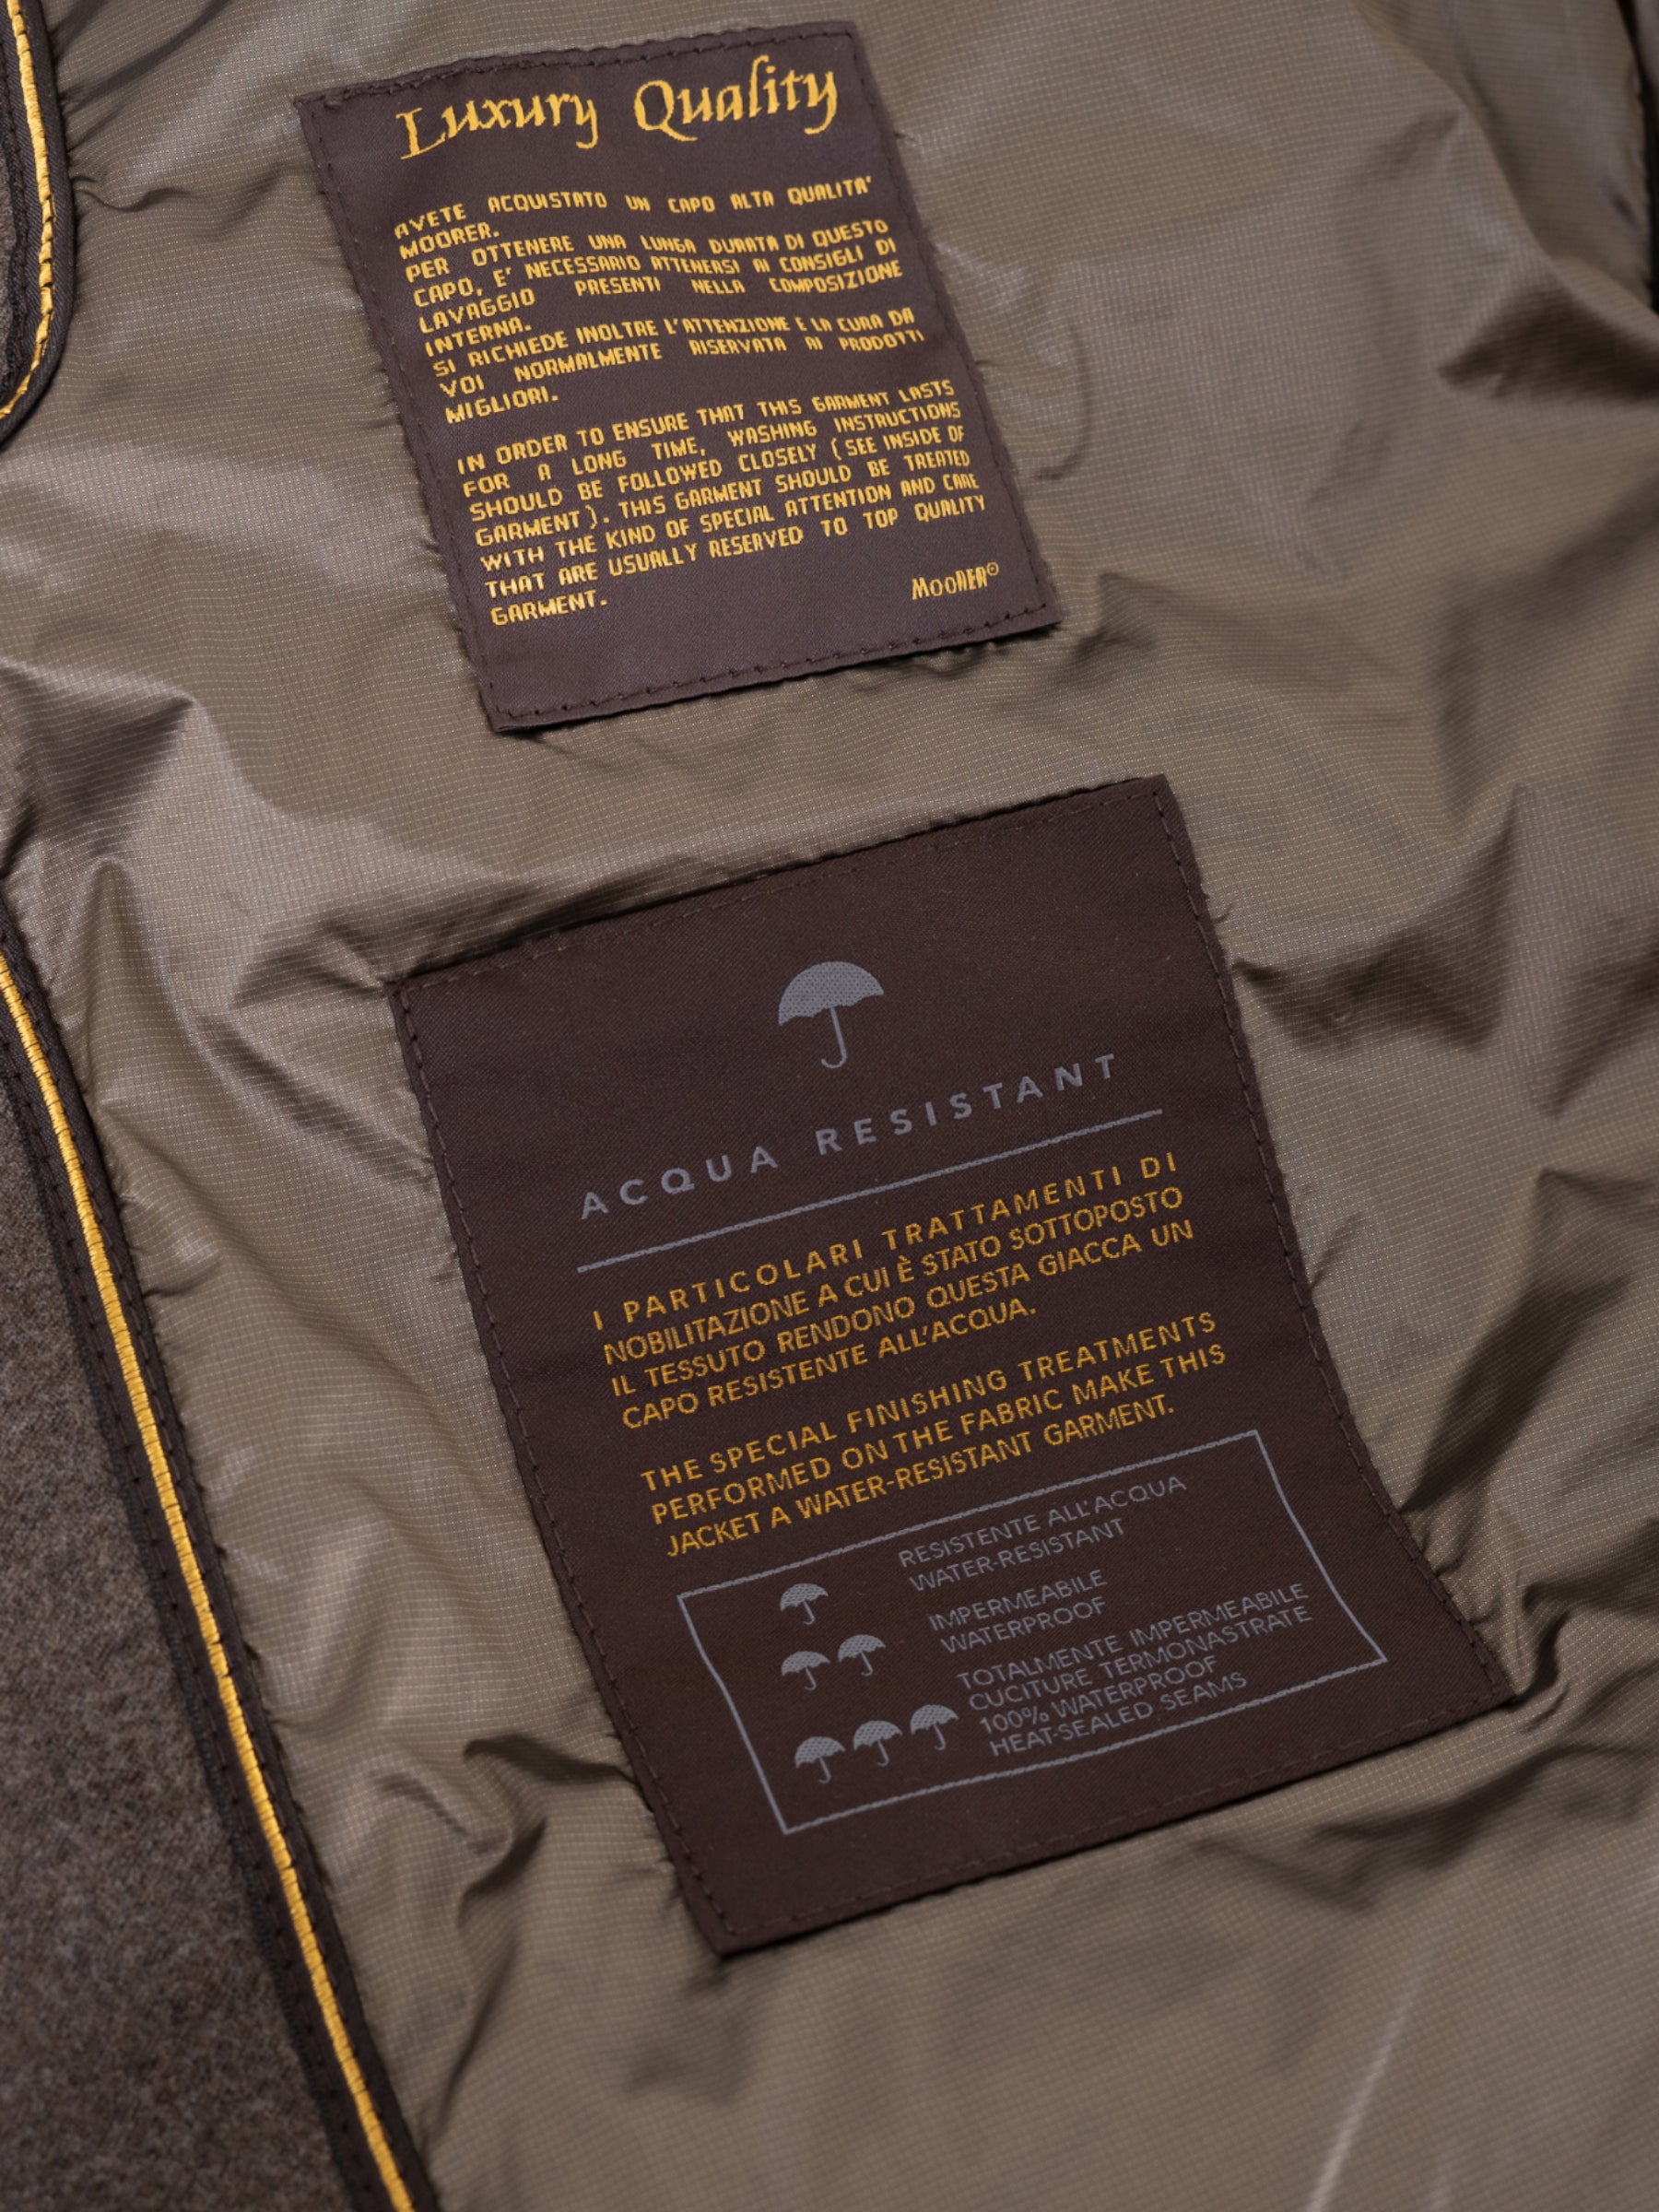 Luxury Quality
AVETE ACQUISTATO UN CAPO ALTA QUALITA'
MOORER.
PER OTTENERE UNA LUNGA DURATA DI QUESTO
CAPO, E' NECESSARIO ATTENERSI AI CONSIGLI DI
LAVAGGIO PRESENTI NELLA COMPOSIZIONE
INTERNA.
SI RICHIEDE INOLTRE L'ATTENZIONE E LA CURA DA
VOI NORMALMENTE RISERVATA AI PRODOTTI
MIGLIORI.
IN ORDER TO ENSURE THAT THIS GARMENT LASTS
FOR A LONG TIME, WASHING INSTRUCTIONS
SHOULD BE FOLLOWED CLOSELY (SEE INSIDE OF
GARMENT). THIS GARMENT SHOULD BE TREATED
WITH THE KIND OF SPECIAL ATTENTION AND CARE
THAT ARE USUALLY RESERVED TO TOP QUALITY
GARMENT.
MOORER©
ACQUA RESISTANT
I PARTICOLARI TRATTAMENTI DI
NOBILITAZIONE A CUI È STATO SOTTOPOSTO
IL TESSUTO RENDONO QUESTA GIACCA UN
CAPO RESISTENTE ALL'ACQUA.
THE SPECIAL FINISHING TREATMENTS
PERFORMED ON THE FABRIC MAKE THIS
JACKET A WATER-RESISTANT GARMENT.
RESISTENTE ALL'ACQUA
WATER-RESISTANT
IMPERMEABILE
WATERPROOF
TOTALMENTE IMPERMEABILE
CUCITURE TERMONASTRATE
100% WATERPROOF
HEAT-SEALED SEAMS